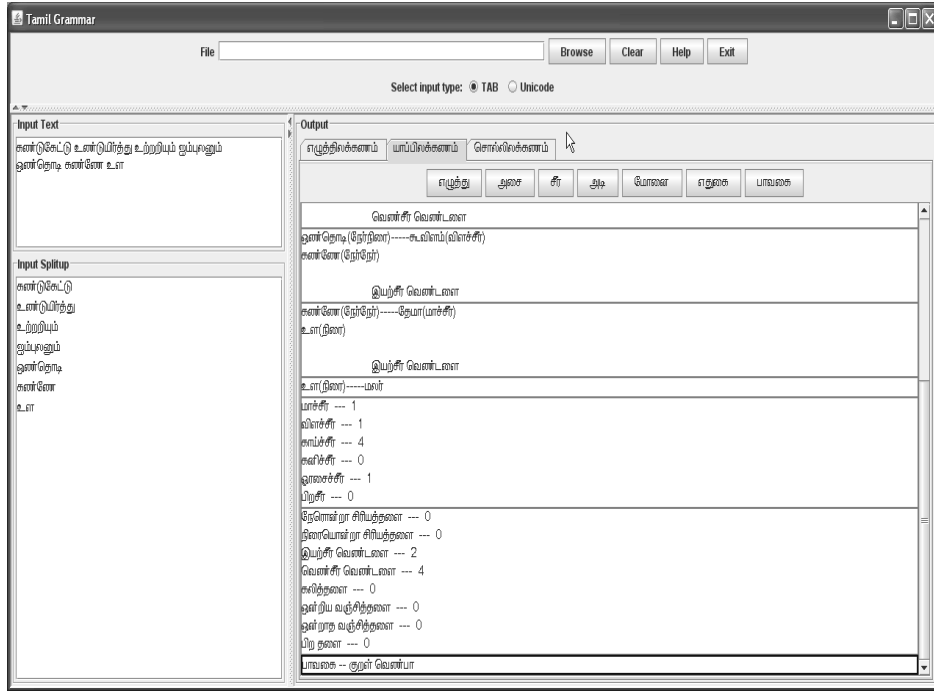 Tamil Grammar
File Browse Clear Help Exit
Select input type: TAB Unicode
Input Text
கண்டுகேட்டு உண்டுயிர்த்து உற்றறியும் ஐம்புலனும்
ஒண்தொடி கண்ணே உள
Input Splitup
கண்டுகேட்டு
உண்டுயிர்த்து
உற்றறியும்
ஐம்புலனும்
ஒண்தொடி
கண்ணே
உள
Output
எழுத்திலக்கணம் யாப்பிலக்கணம் சொல்லிலக்கணம்
எழுத்து அசை சீர் அடி மோனை எதுகை பாவகை
வெண்சீர் வெண்டளை
ஒண்தொடி(நேர்நிரை)-----கூவிளம்(விளச்சீர்)
கண்ணே(நேர்நேர்)
இயற்சீர் வெண்டளை
கண்ணே(நேர்நேர்)-----தேமா(மாச்சீர்)
உள(நிரை)
இயற்சீர் வெண்டளை
உள(நிரை)-----மலர்
மாச்சீர் --- 1
விளச்சீர் --- 1
காய்ச்சீர் --- 4
கனிச்சீர் --- 0
ஓரசைச்சீர் --- 1
பிறசீர் --- 0
நேரொன்றா சிரியத்தளை --- 0
நிரையொன்றா சிரியத்தளை --- 0
இயற்சீர் வெண்டளை --- 2
வெண்சீர் வெண்டளை --- 4
கலித்தளை --- 0
ஒன்றிய வஞ்சித்தளை --- 0
ஒன்றாத வஞ்சித்தளை --- 0
பிற தளை --- 0
பாவகை -- குறள் வெண்பா